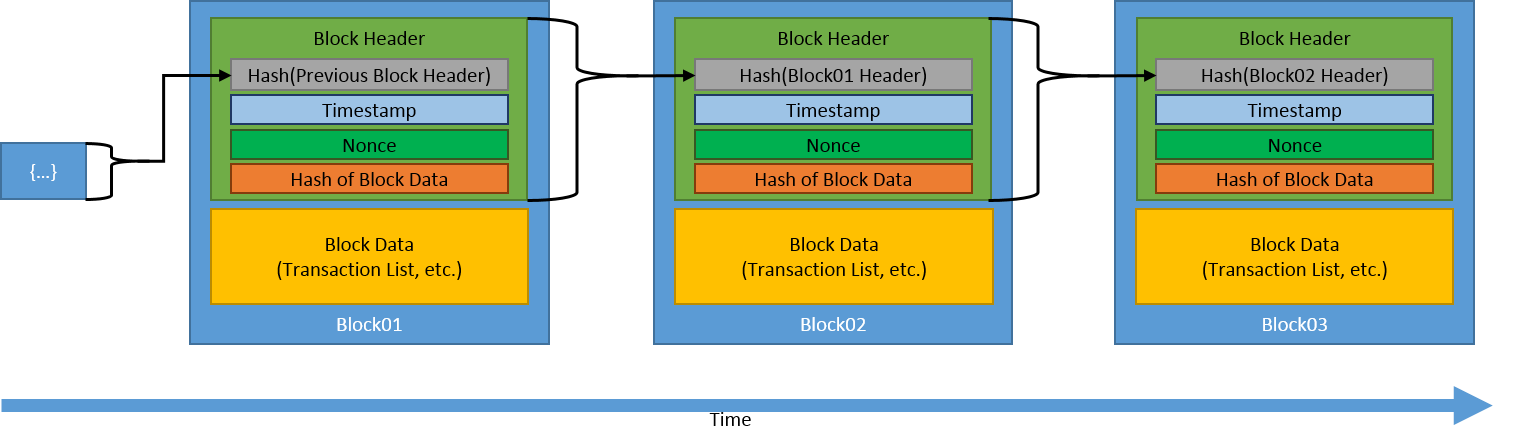 {...}
Block Header
Hash(Previous Block Header)
Timestamp
Nonce
Hash of Block Data
Block Data
(Transaction List, etc.)
Block01
Block Header
Hash(Block01 Header)
Timestamp
Nonce
Hash of Block Data
Block Data
(Transaction List, etc.)
Block02
Block Header
Hash(Block02 Header)
Timestamp
Nonce
Hash of Block Data
Block Data
(Transaction List, etc.)
Block03
Time